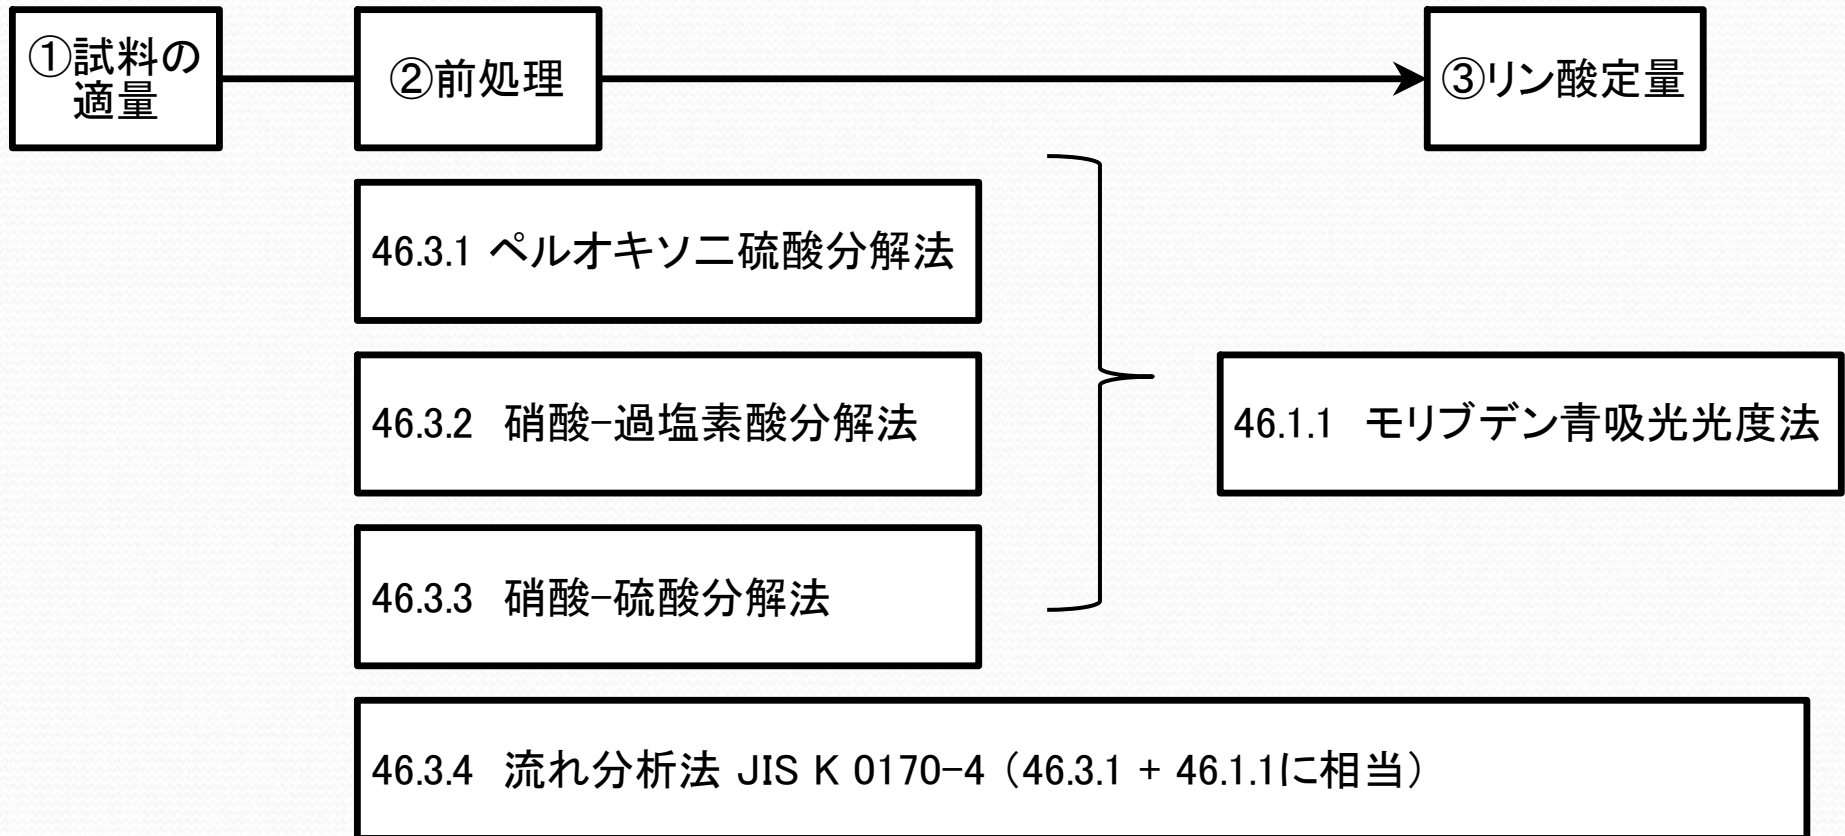 ①試料の
適量
②前処理
③リン酸定量
46.3.1 ペルオキソ二硫酸分解法
46.3.2 硝酸-過塩素酸分解法
46.1.1 モリブデン青吸光光度法
46.3.3 硝酸-硫酸分解法
46.3.4 流れ分析法 JIS K 0170-4 (46.3.1 + 46.1.1に相当)